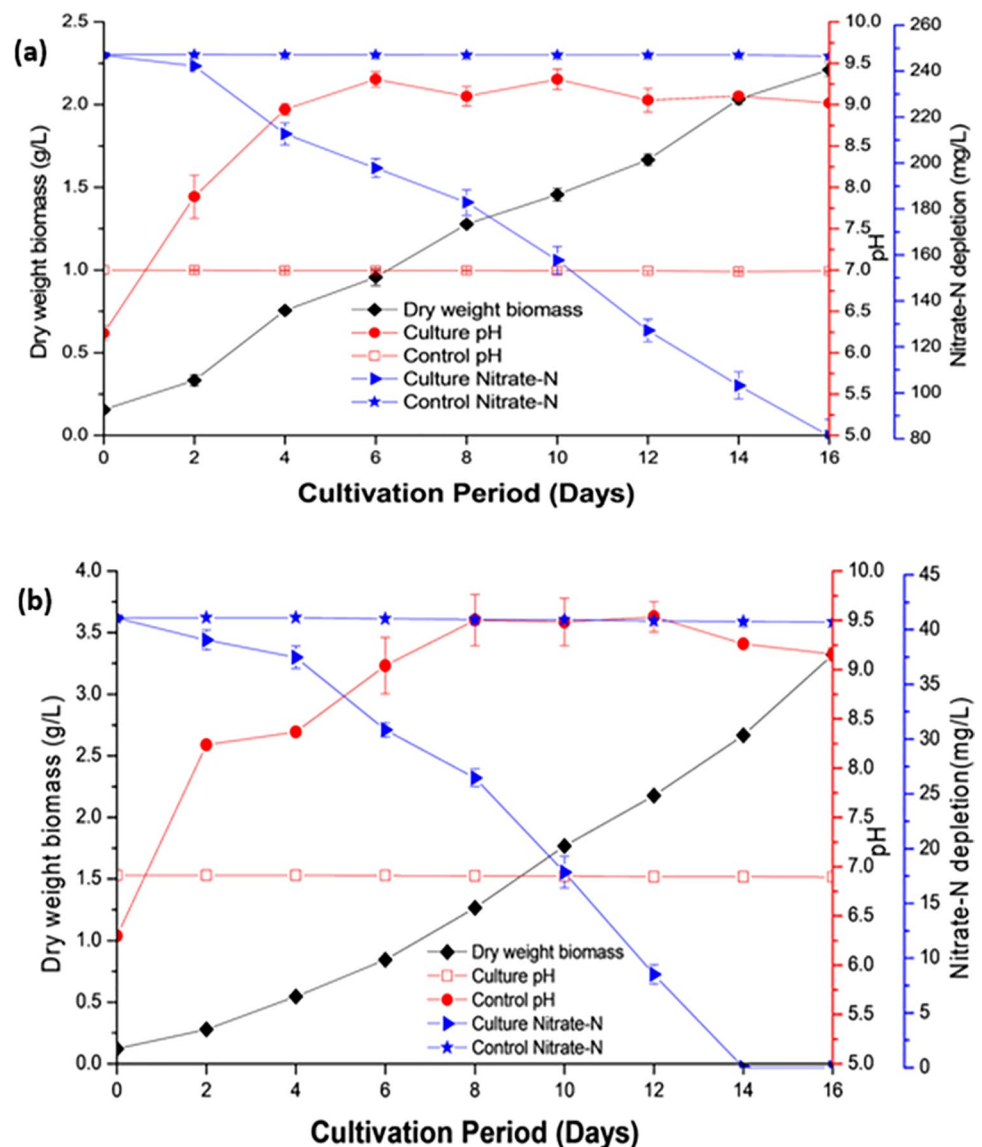 (a)
Dry weight biomass (g/L)
2.5
2.0
1.5
1.0
0.5
0.0
0 2 4 6 8 10 12 14 16
Cultivation Period (Days)
10.0
9.5
9.0
8.5
8.0
7.5
7.0
6.5
6.0
5.5
5.0
pH
260
240
220
200
180
160
140
120
100
80
Nitrate-N depletion (mg/L)
Dry weight biomass
Culture pH
Control pH
Culture Nitrate-N
Control Nitrate-N
(b)
Dry weight biomass (g/L)
4.0
3.5
3.0
2.5
2.0
1.5
1.0
0.5
0.0
0 2 4 6 8 10 12 14 16
Cultivation Period (Days)
10.0
9.5
9.0
8.5
8.0
7.5
7.0
6.5
6.0
5.5
5.0
pH
45
40
35
30
25
20
15
10
5
0
Nitrate-N depletion(mg/L)
Dry weight biomass
Culture pH
Control pH
Culture Nitrate-N
Control Nitrate-N